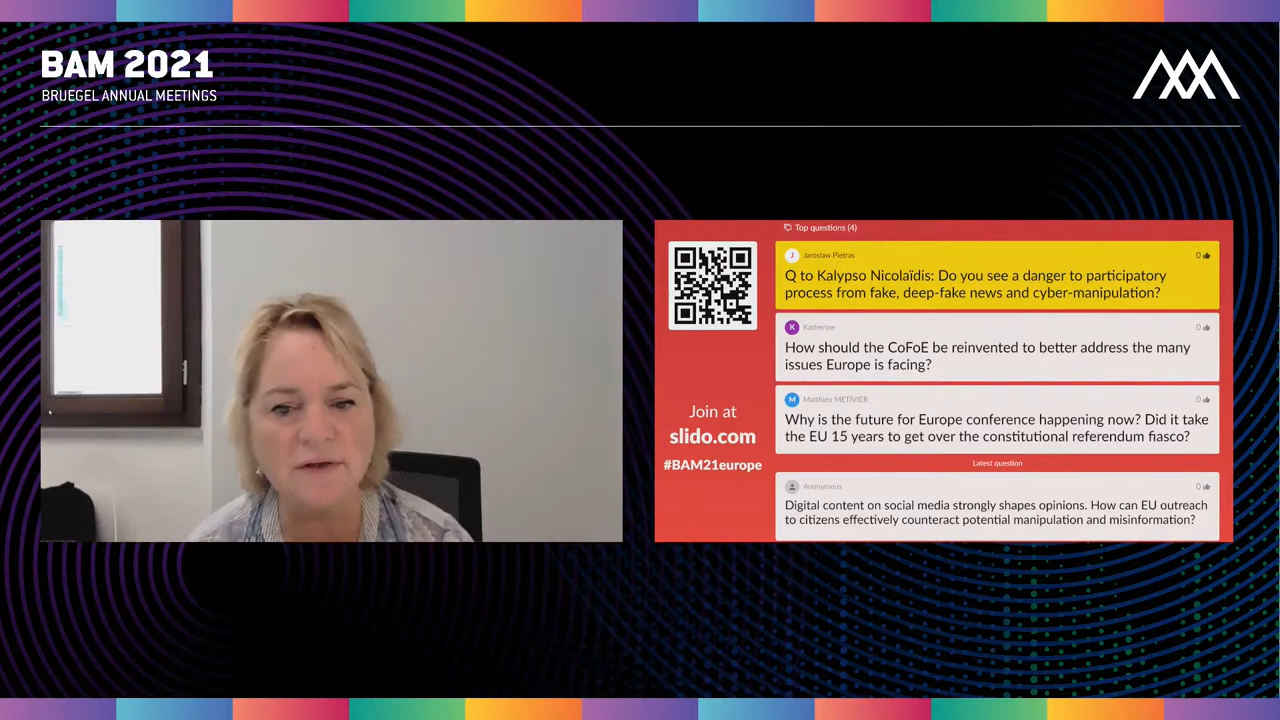 BAM 2021
BRUEGEL ANNUAL MEETINGS
Top questions (4)
J
Jaroslaw Pietras
0
Q to Kalypso Nicolaïdis: Do you see a danger to participatory
process from fake, deep-fake news and cyber-manipulation?
K
Katherine
0
How should the CoFoE be reinvented to better address the many
issues Europe is facing?
M
Matthieu METIVIER
0
Why is the future for Europe conference happening now? Did it take
the EU 15 years to get over the constitutional referendum fiasco?
Join at
slido.com
#BAM21europe
Latest question
Anonymous
0
Digital content on social media strongly shapes opinions. How can EU outreach
to citizens effectively counteract potential manipulation and misinformation?